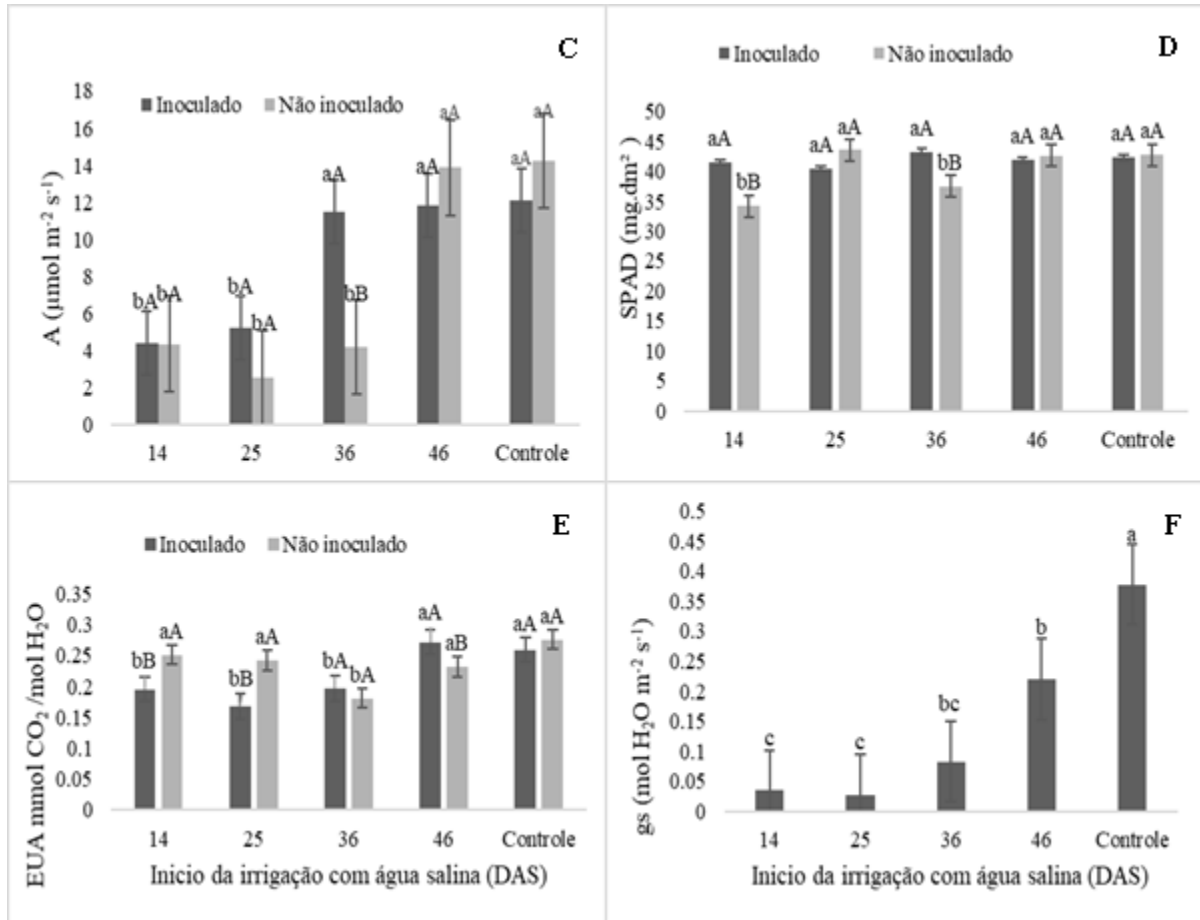 C
A (µmol m⁻² s⁻¹)
18
16
14
12
10
8
6
4
2
0
Inoculado Não inoculado
bA bA
bA bA
aA bB
aA aA
aA aA
14 25 36 46 Controle
D
Inoculado Não inoculado
SPAD (mg.dm² )
50
45
40
35
30
25
20
15
10
5
0
aA bB
aA aA
aA bB
aA aA
aA aA
14 25 36 46 Controle
E
Inoculado Não inoculado
EUA mmol CO₂ /mol H₂O
0.35
0.3
0.25
0.2
0.15
0.1
0.05
0
bB aA
bB aA
bA bA
aA aB
aA aA
14 25 36 46 Controle
Inicio da irrigação com água salina (DAS)
F
gs (mol H₂O m⁻² s⁻¹)
0.5
0.45
0.4
0.35
0.3
0.25
0.2
0.15
0.1
0.05
0
c c bc b a
14 25 36 46 Controle
Inicio da irrigação com água salina (DAS)